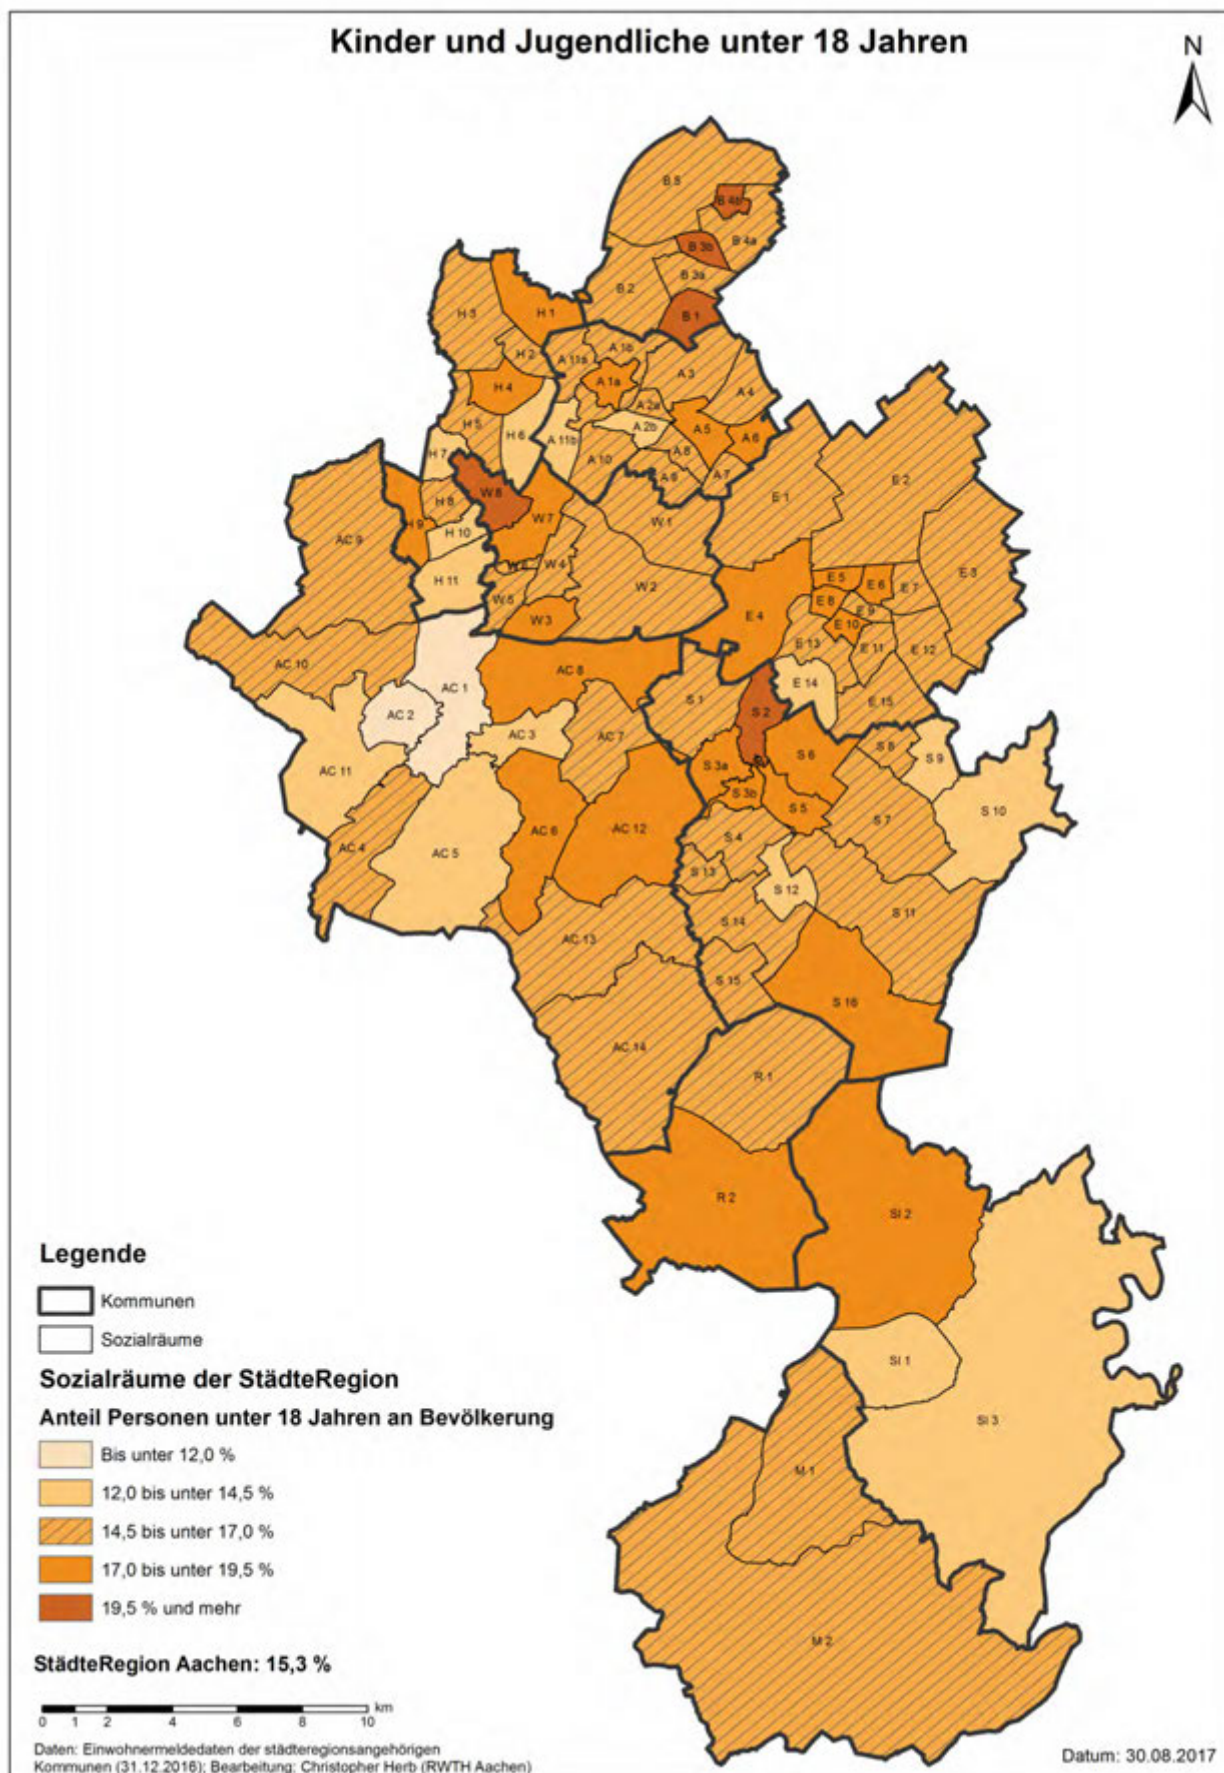 Kinder und Jugendliche unter 18 Jahren
N
B 5
B 4b
B 4a
B 3b
B 3a
B 2
B 1
H 3
H 1
H 2
H 4
H 5
H 6
H 7
H 8
H 9
H 10
H 11
A 11a
A 1b
A 1a
A 3
A 4
A 2a
A 2b
A 5
A 6
A 11b
A 10
A 8
A 9
A 7
W 8
W 7
W 1
W 4
W 2
W 6
W 5
W 3
E 1
E 2
E 3
E 4
E 5
E 6
E 7
E 8
E 9
E 10
E 11
E 12
E 13
E 14
E 15
AC 9
AC 10
AC 1
AC 2
AC 8
AC 3
AC 7
AC 11
AC 4
AC 5
AC 6
AC 12
AC 13
AC 14
S 1
S 2
S 3a
S 3b
S 6
S 5
S 8
S 9
S 10
S 7
S 4
S 13
S 12
S 11
S 14
S 15
S 16
R 1
R 2
SI 2
SI 1
SI 3
M 1
M 2
Legende
Kommunen
Sozialräume
Sozialräume der StädteRegion
Anteil Personen unter 18 Jahren an Bevölkerung
Bis unter 12,0 %
12,0 bis unter 14,5 %
14,5 bis unter 17,0 %
17,0 bis unter 19,5 %
19,5 % und mehr
StädteRegion Aachen: 15,3 %
km
0 1 2 4 6 8 10
Daten: Einwohnermeldedaten der städteregionsangehörigen
Kommunen (31.12.2016); Bearbeitung: Christopher Herb (RWTH Aachen)
Datum: 30.08.2017